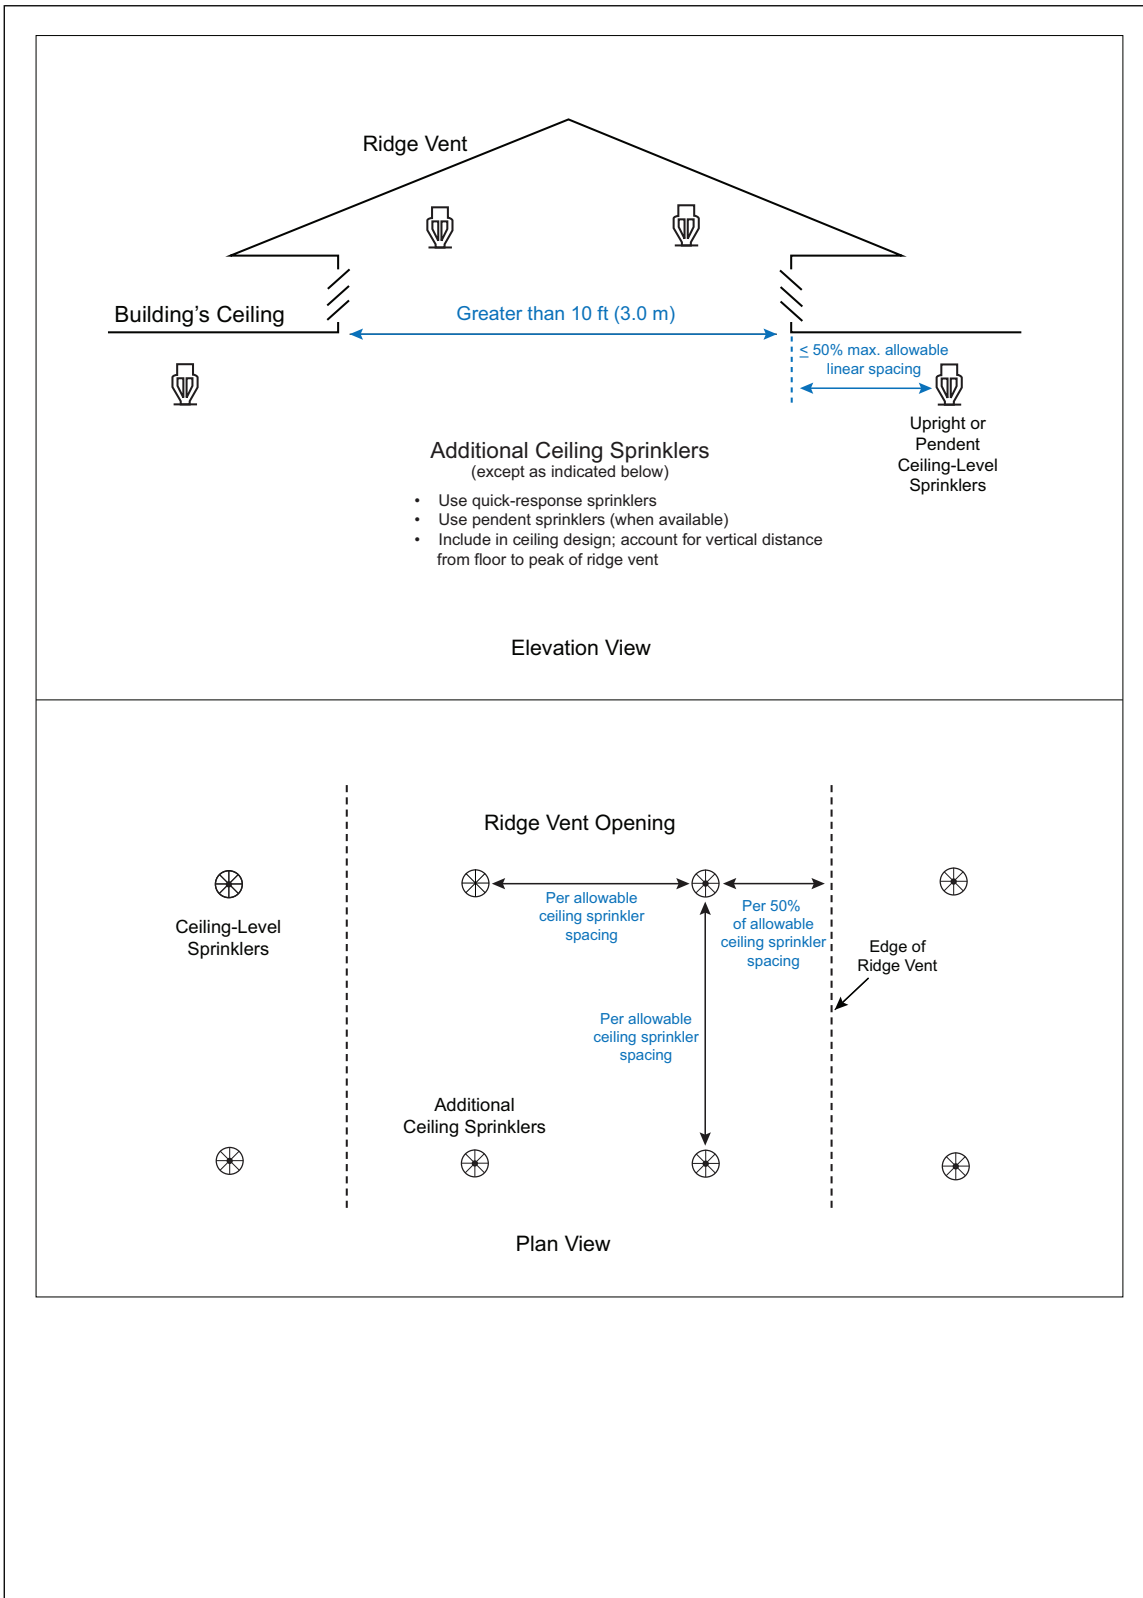 Ridge Vent
Building’s Ceiling
Greater than 10 ft (3.0 m)
≤ 50% max. allowable
linear spacing
Upright or
Pendent
Ceiling-Level
Sprinklers
Additional Ceiling Sprinklers
(except as indicated below)
• Use quick-response sprinklers
• Use pendent sprinklers (when available)
• Include in ceiling design; account for vertical distance
from floor to peak of ridge vent
Elevation View
Ridge Vent Opening
Ceiling-Level
Sprinklers
Per allowable
ceiling sprinkler
spacing
Per 50%
of allowable
ceiling sprinkler
spacing
Edge of
Ridge Vent
Per allowable
ceiling sprinkler
spacing
Additional
Ceiling Sprinklers
Plan View